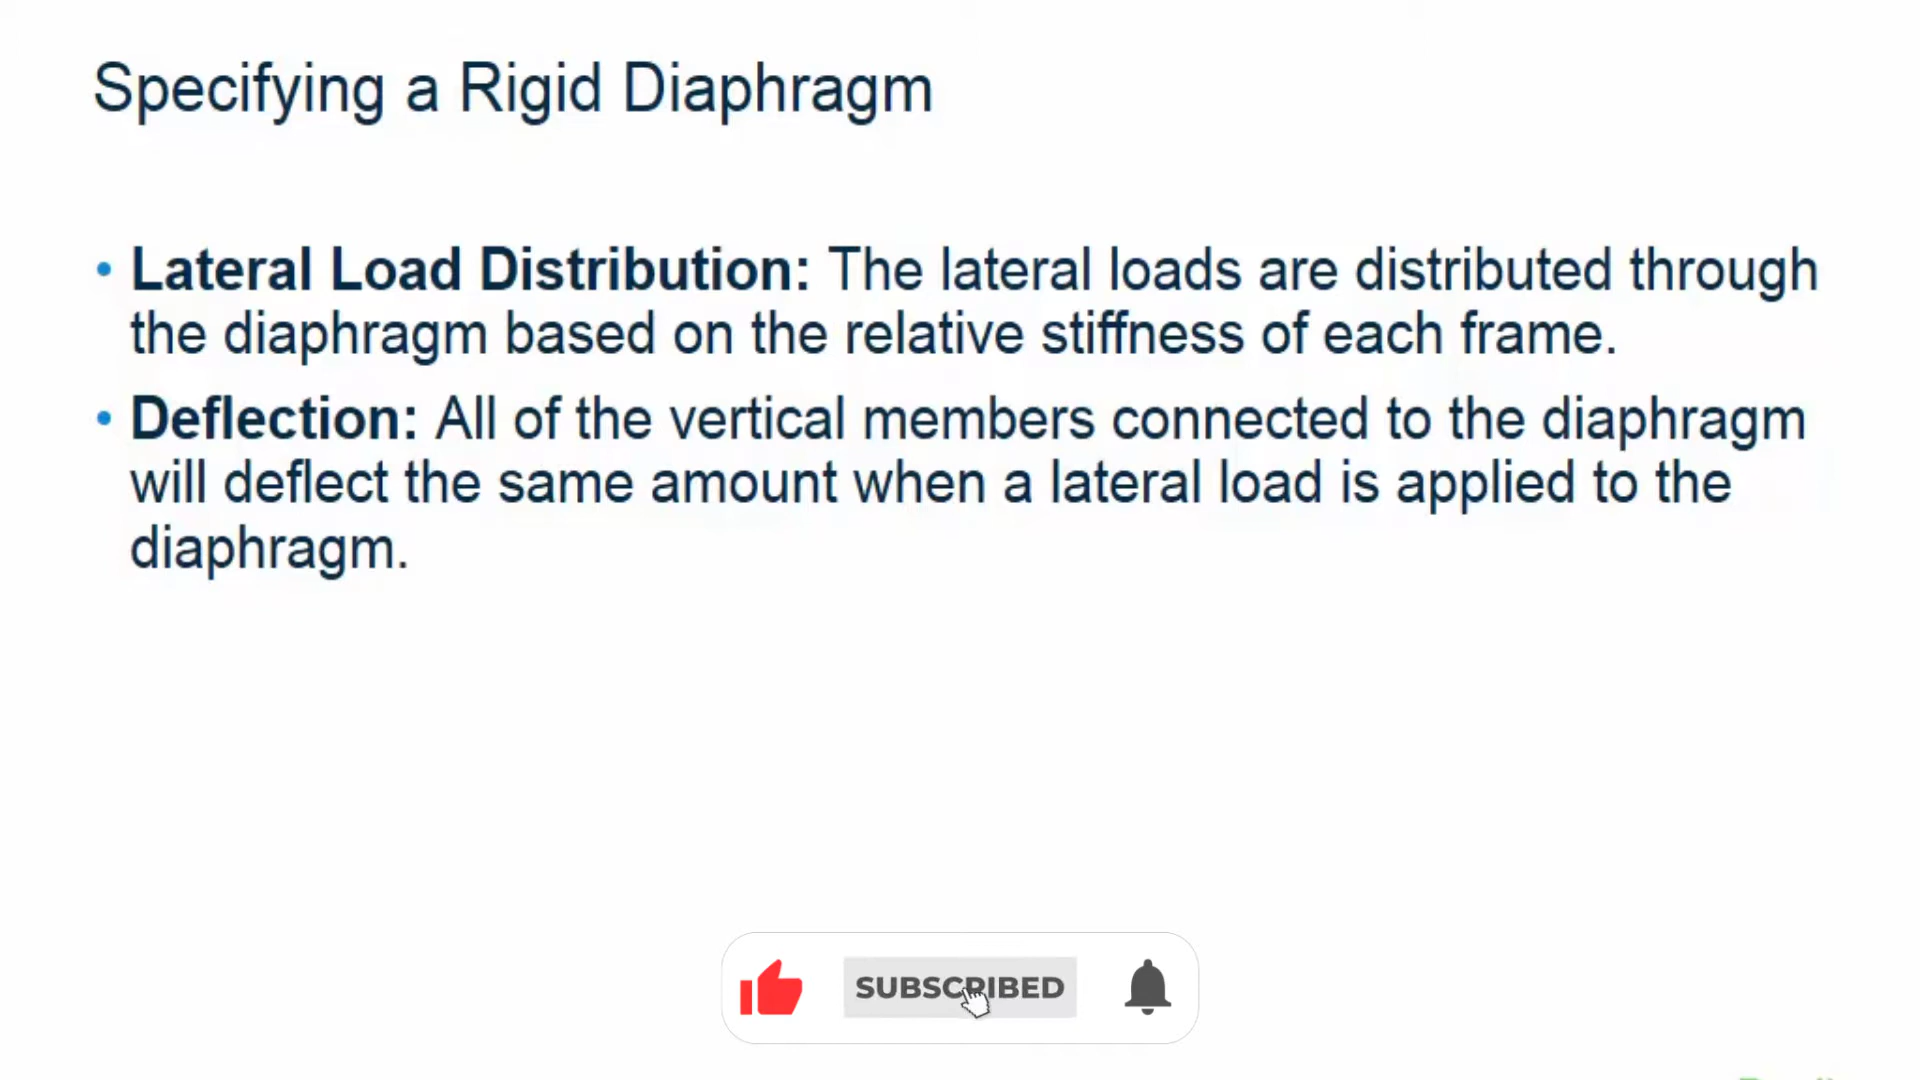 Specifying a Rigid Diaphragm
• Lateral Load Distribution: The lateral loads are distributed through
the diaphragm based on the relative stiffness of each frame.
• Deflection: All of the vertical members connected to the diaphragm
will deflect the same amount when a lateral load is applied to the
diaphragm.
SUBSCRIBED